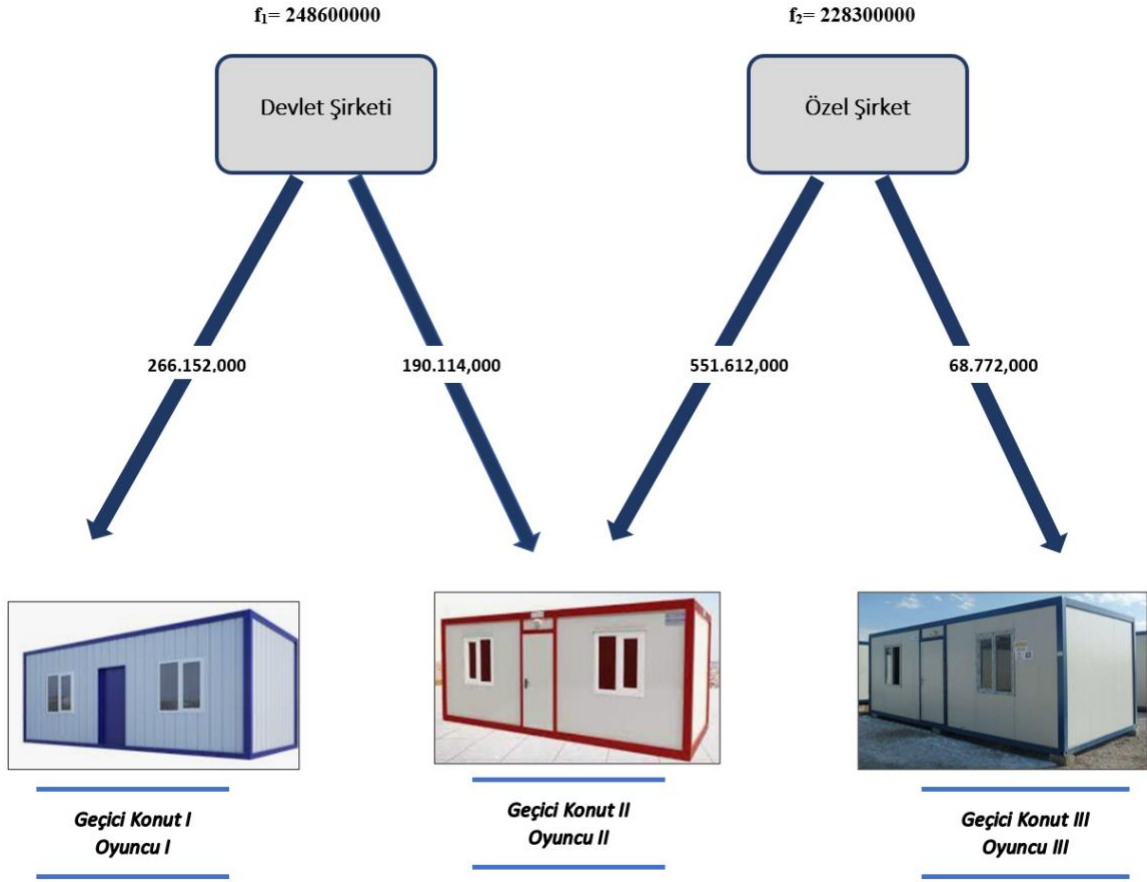 f₁= 248600000
f₂= 228300000
Devlet Şirketi
Özel Şirket
266.152,000
190.114,000
551.612,000
68.772,000
Geçici Konut I
Oyuncu I
Geçici Konut II
Oyuncu II
Geçici Konut III
Oyuncu III